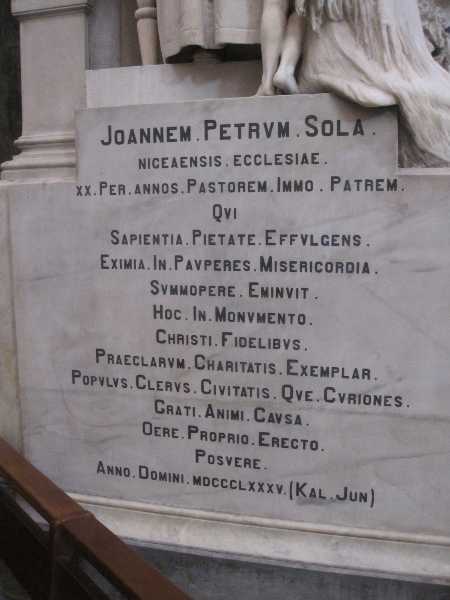 JOANNEM.PETRVM.SOLA.
NICEAENSIS.ECCLESIAE.
XX.PER.ANNOS.PASTOREM.IMMO.PATREM.
QVI
SAPIENTIA.PIETATE.EFFVLGENS.
EXIMIA.IN.PAVPERES.MISERICORDIA.
SVMMOPERE.EMINVIT.
HOC.IN.MONVMENTO.
CHRISTI.FIDELIBVS.
PRAECLARVM.CHARITATIS.EXEMPLAR.
POPVLVS.CLERVS.CIVITATIS.QVE.CVRIONES.
GRATI.ANIMI.CAVSA.
OERE.PROPRIO.ERECTO.
POSVERE.
ANNO.DOMINI.MDCCCLXXXV.(KAL.JUN)